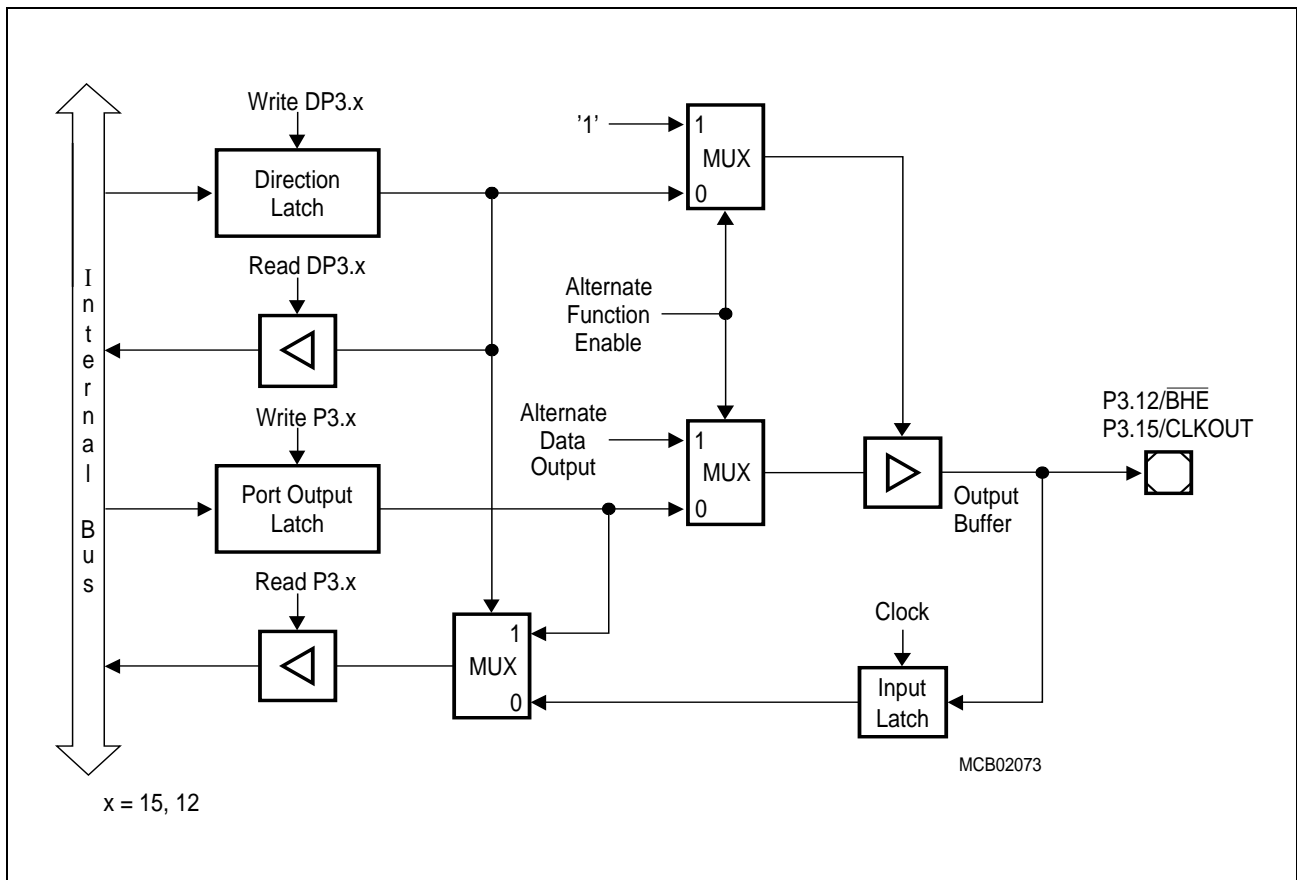 Write DP3.x
'1'
1
MUX
0
Direction
Latch
Read DP3.x
Internal Bus
Alternate
Function
Enable
Write P3.x
Alternate
Data
Output
1
MUX
0
P3.12/B̅H̅E̅
P3.15/CLKOUT
Port Output
Latch
Output
Buffer
Read P3.x
1
MUX
0
Clock
Input
Latch
MCB02073
x = 15, 12